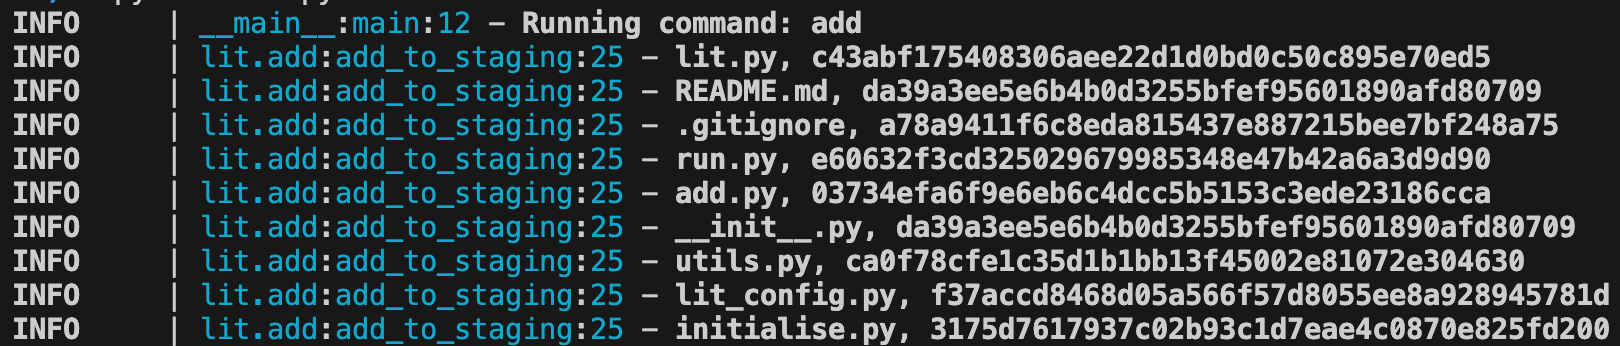 INFO | __main__:main:12 – Running command: add
INFO | lit.add:add_to_staging:25 – lit.py, c43abf175408306aee22d1d0bd0c50c895e70ed5
INFO | lit.add:add_to_staging:25 – README.md, da39a3ee5e6b4b0d3255bfef95601890afd80709
INFO | lit.add:add_to_staging:25 – .gitignore, a78a9411f6c8eda815437e887215bee7bf248a75
INFO | lit.add:add_to_staging:25 – run.py, e60632f3cd325029679985348e47b42a6a3d9d90
INFO | lit.add:add_to_staging:25 – add.py, 03734efa6f9e6eb6c4dcc5b5153c3ede23186cca
INFO | lit.add:add_to_staging:25 – __init__.py, da39a3ee5e6b4b0d3255bfef95601890afd80709
INFO | lit.add:add_to_staging:25 – utils.py, ca0f78cfe1c35d1b1bb13f45002e81072e304630
INFO | lit.add:add_to_staging:25 – lit_config.py, f37accd8468d05a566f57d8055ee8a928945781d
INFO | lit.add:add_to_staging:25 – initialise.py, 3175d7617937c02b93c1d7eae4c0870e825fd200